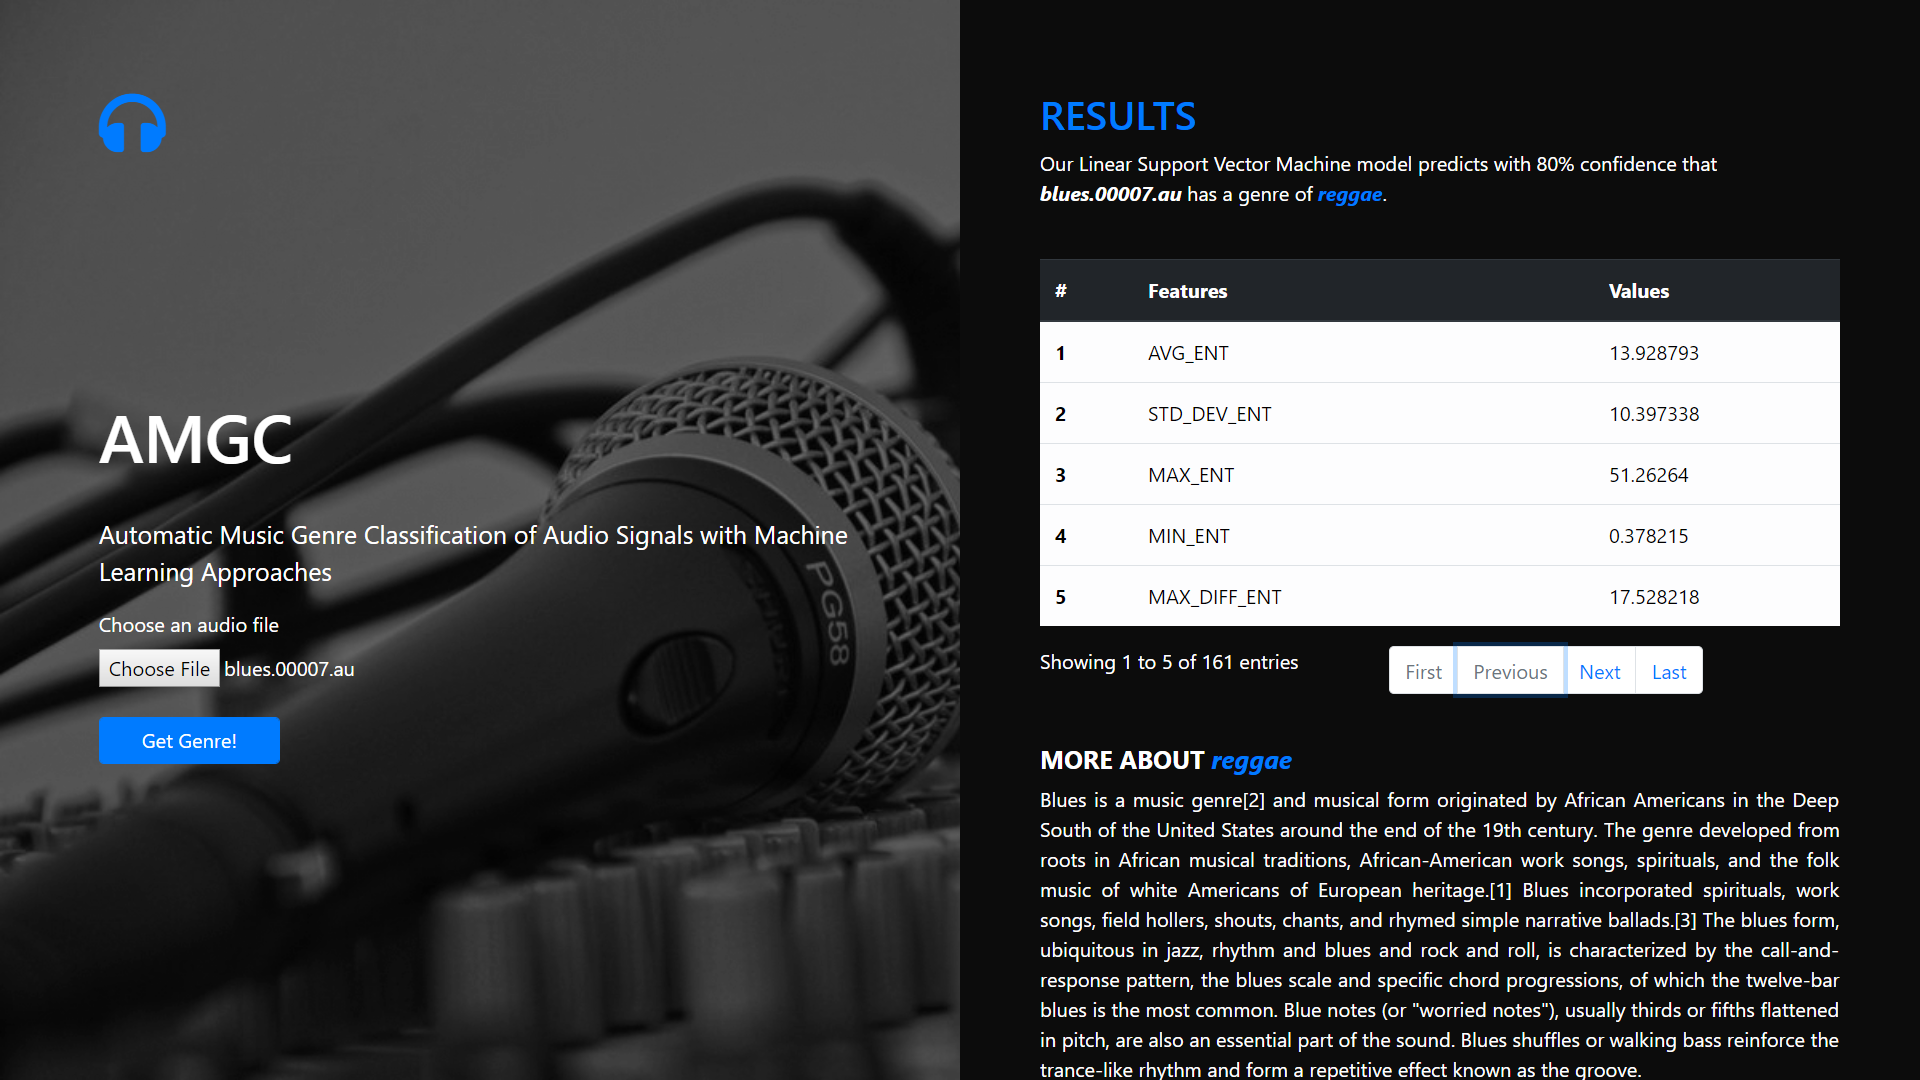 AMGC
Automatic Music Genre Classification of Audio Signals with Machine
Learning Approaches
Choose an audio file
Choose File blues.00007.au
Get Genre!
PG58
RESULTS
Our Linear Support Vector Machine model predicts with 80% confidence that
blues.00007.au has a genre of reggae.
# Features Values
1 AVG_ENT 13.928793
2 STD_DEV_ENT 10.397338
3 MAX_ENT 51.26264
4 MIN_ENT 0.378215
5 MAX_DIFF_ENT 17.528218
Showing 1 to 5 of 161 entries First Previous Next Last
MORE ABOUT reggae
Blues is a music genre[2] and musical form originated by African Americans in the Deep
South of the United States around the end of the 19th century. The genre developed from
roots in African musical traditions, African-American work songs, spirituals, and the folk
music of white Americans of European heritage.[1] Blues incorporated spirituals, work
songs, field hollers, shouts, chants, and rhymed simple narrative ballads.[3] The blues form,
ubiquitous in jazz, rhythm and blues and rock and roll, is characterized by the call-and-
response pattern, the blues scale and specific chord progressions, of which the twelve-bar
blues is the most common. Blue notes (or "worried notes"), usually thirds or fifths flattened
in pitch, are also an essential part of the sound. Blues shuffles or walking bass reinforce the
trance-like rhythm and form a repetitive effect known as the groove.